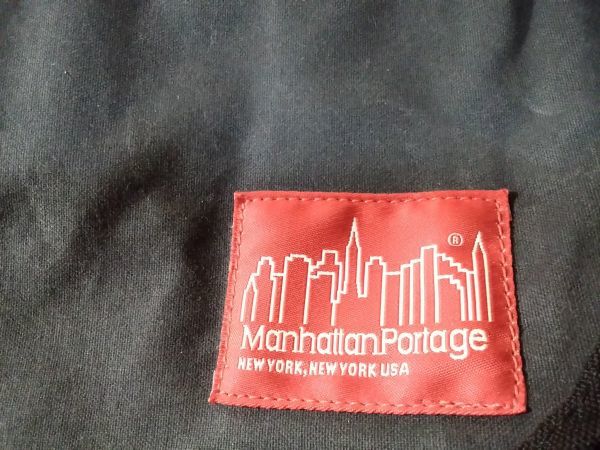 ®
ManhattanPortage
NEW YORK, NEW YORK USA